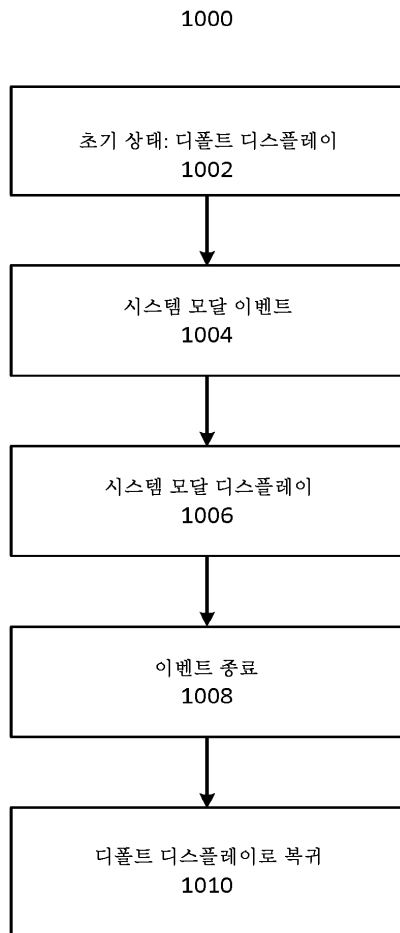 1000
초기 상태: 디폴트 디스플레이
1002
시스템 모달 이벤트
1004
시스템 모달 디스플레이
1006
이벤트 종료
1008
디폴트 디스플레이로 복귀
1010